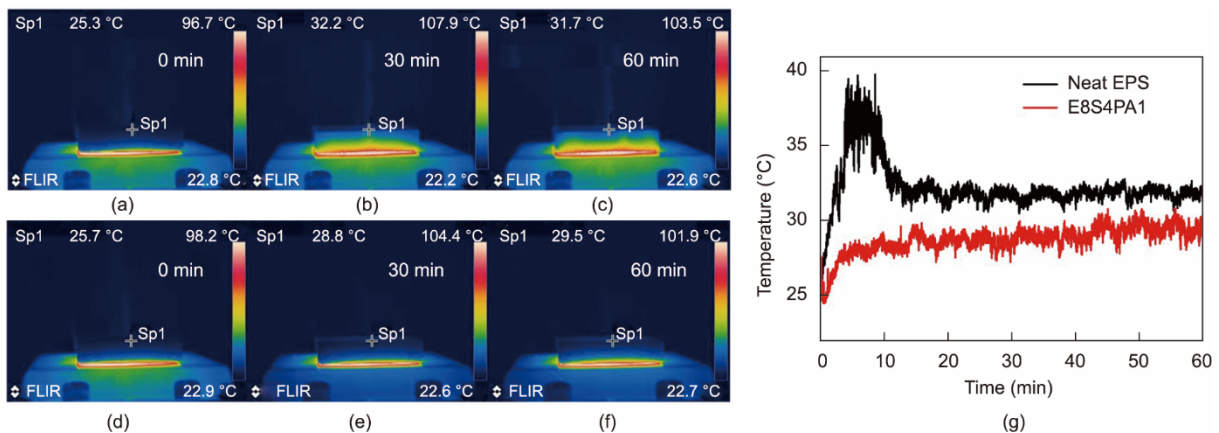 Sp1 25.3 °C 96.7 °C
0 min
Sp1
FLIR 22.8 °C
(a)
Sp1 32.2 °C 107.9 °C
30 min
Sp1
FLIR 22.2 °C
(b)
Sp1 31.7 °C 103.5 °C
60 min
Sp1
FLIR 22.6 °C
(c)
Sp1 25.7 °C 98.2 °C
0 min
Sp1
FLIR 22.9 °C
(d)
Sp1 28.8 °C 104.4 °C
30 min
Sp1
FLIR 22.6 °C
(e)
Sp1 29.5 °C 101.9 °C
60 min
Sp1
FLIR 22.7 °C
(f)
Neat EPS
E8S4PA1
Temperature (°C)
40
35
30
25
0 10 20 30 40 50 60
Time (min)
(g)